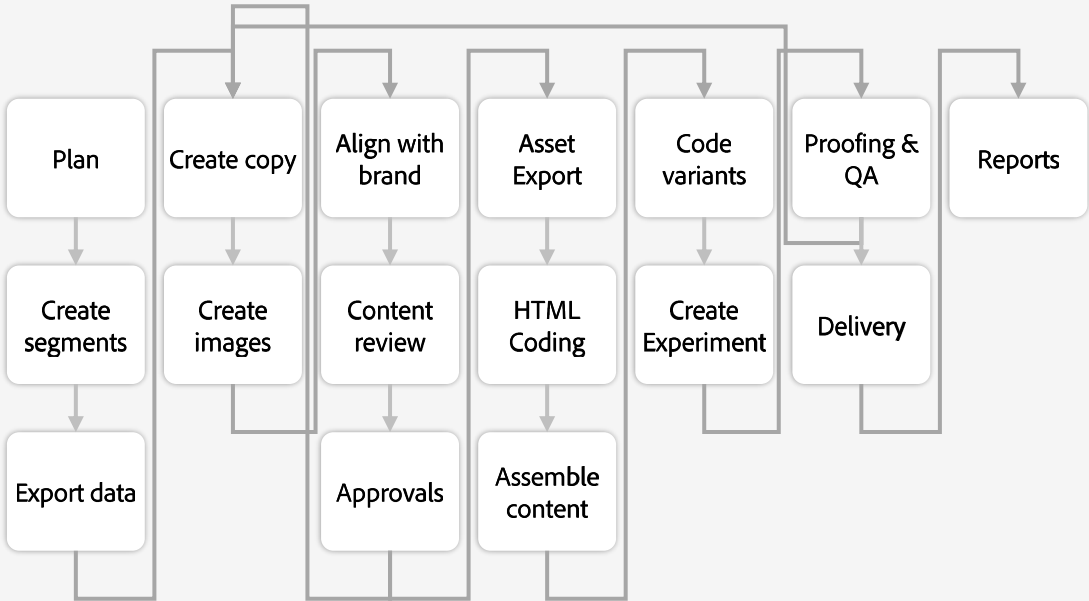 Plan
Create
segments
Export data
Create copy
Create
images
Align with
brand
Content
review
Approvals
Asset
Export
HTML
Coding
Assemble
content
Code
variants
Create
Experiment
Proofing &
QA
Delivery
Reports